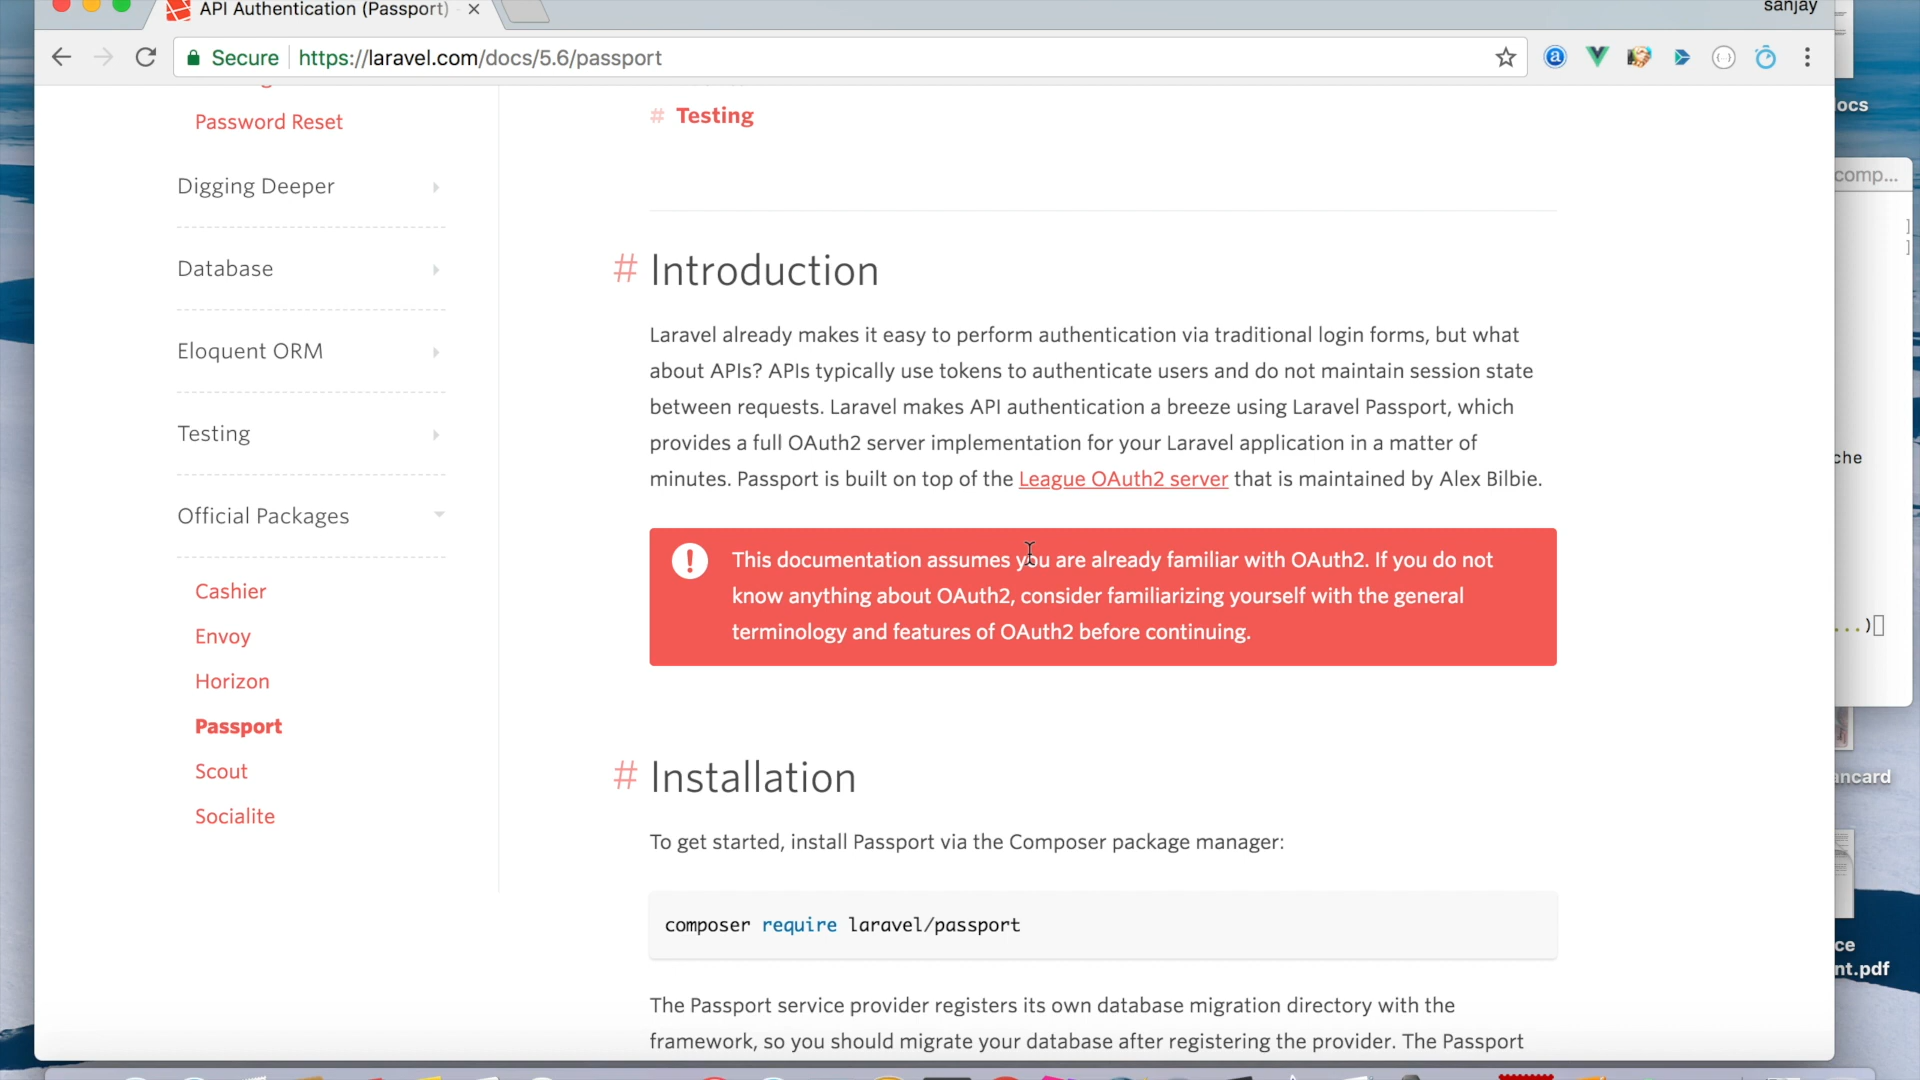 API Authentication (Passport)
sanjay
Secure
https://laravel.com/docs/5.6/passport
Password Reset
Digging Deeper
Database
Eloquent ORM
Testing
Official Packages
Cashier
Envoy
Horizon
Passport
Scout
Socialite
# Testing
# Introduction
Laravel already makes it easy to perform authentication via traditional login forms, but what
about APIs? APIs typically use tokens to authenticate users and do not maintain session state
between requests. Laravel makes API authentication a breeze using Laravel Passport, which
provides a full OAuth2 server implementation for your Laravel application in a matter of
minutes. Passport is built on top of the League OAuth2 server that is maintained by Alex Bilbie.
This documentation assumes you are already familiar with OAuth2. If you do not
know anything about OAuth2, consider familiarizing yourself with the general
terminology and features of OAuth2 before continuing.
# Installation
To get started, install Passport via the Composer package manager:
composer require laravel/passport
The Passport service provider registers its own database migration directory with the
framework, so you should migrate your database after registering the provider. The Passport
ocs
comp...
]
]
che
...)
ancard
ce
nt.pdf